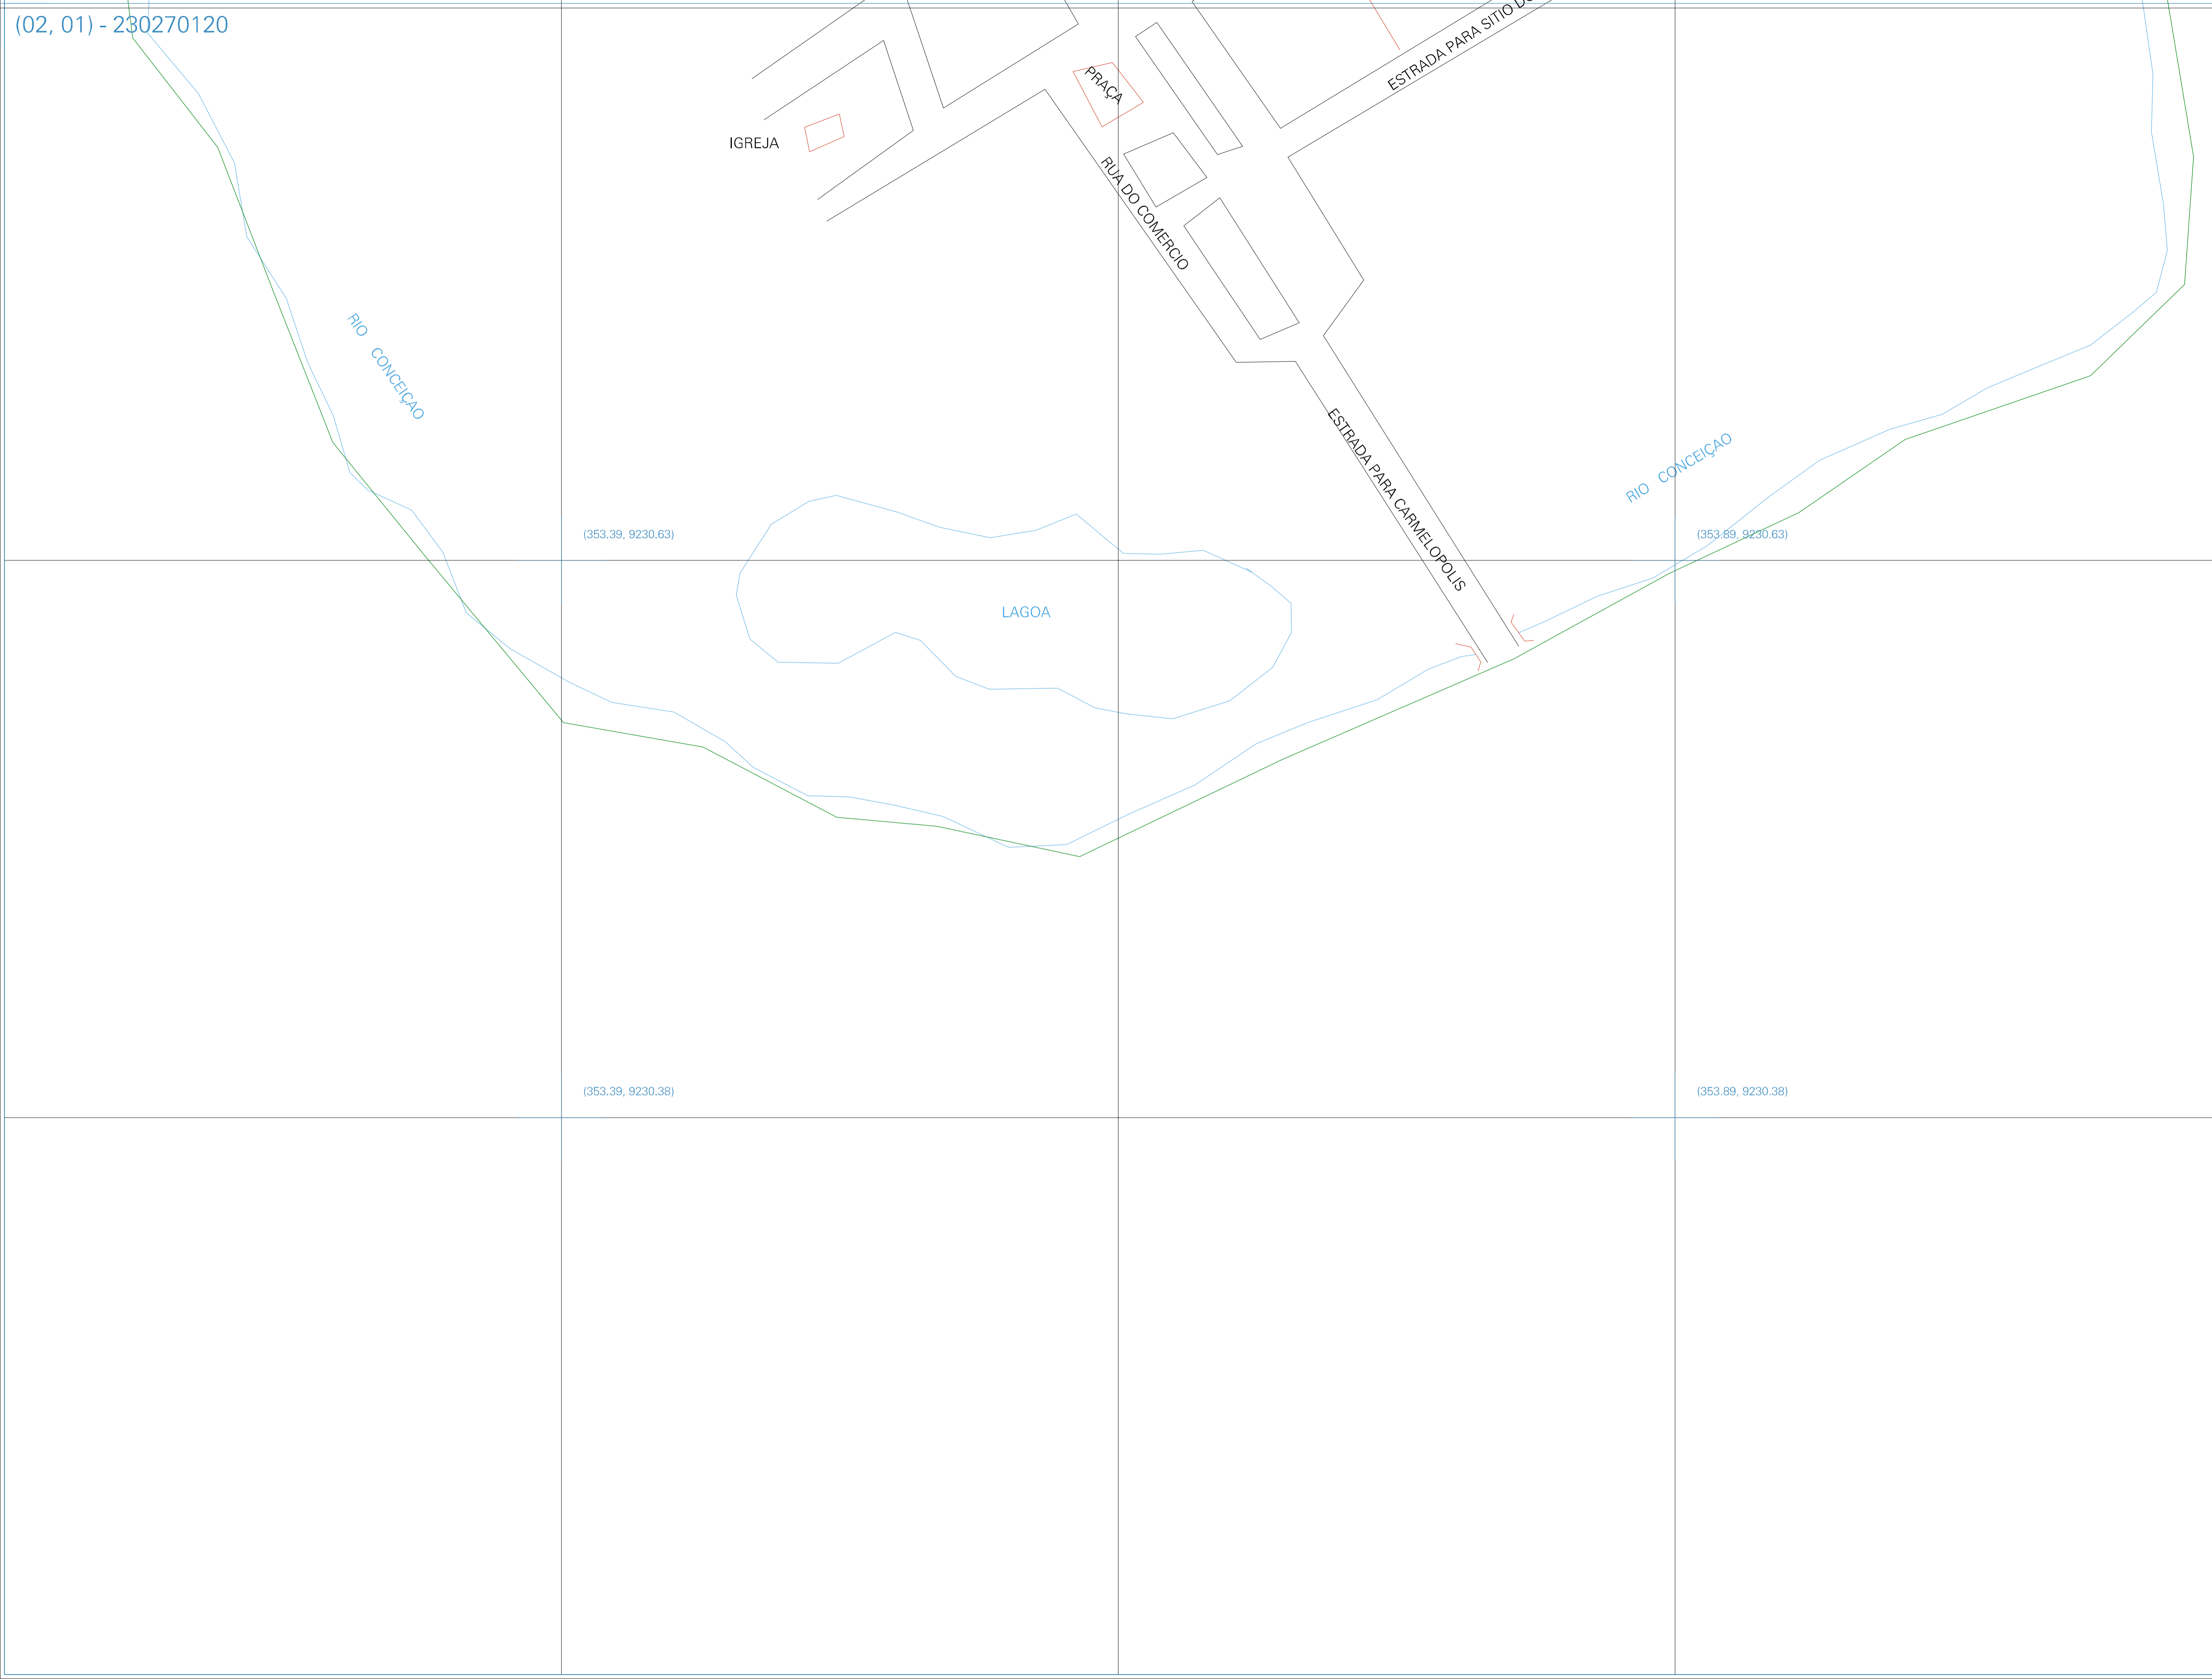 (02, 01) - 230270120
ESTRADA PARA SITIO
PRAÇA
IGREJA
RUA DO COMERCIO
RIO CONCEIÇAO
ESTRADA PARA CARMELOPOLIS
RIO CONCEIÇAO
(353.39, 9230.63)
(353.89, 9230.63)
LAGOA
(353.39, 9230.38)
(353.89, 9230.38)